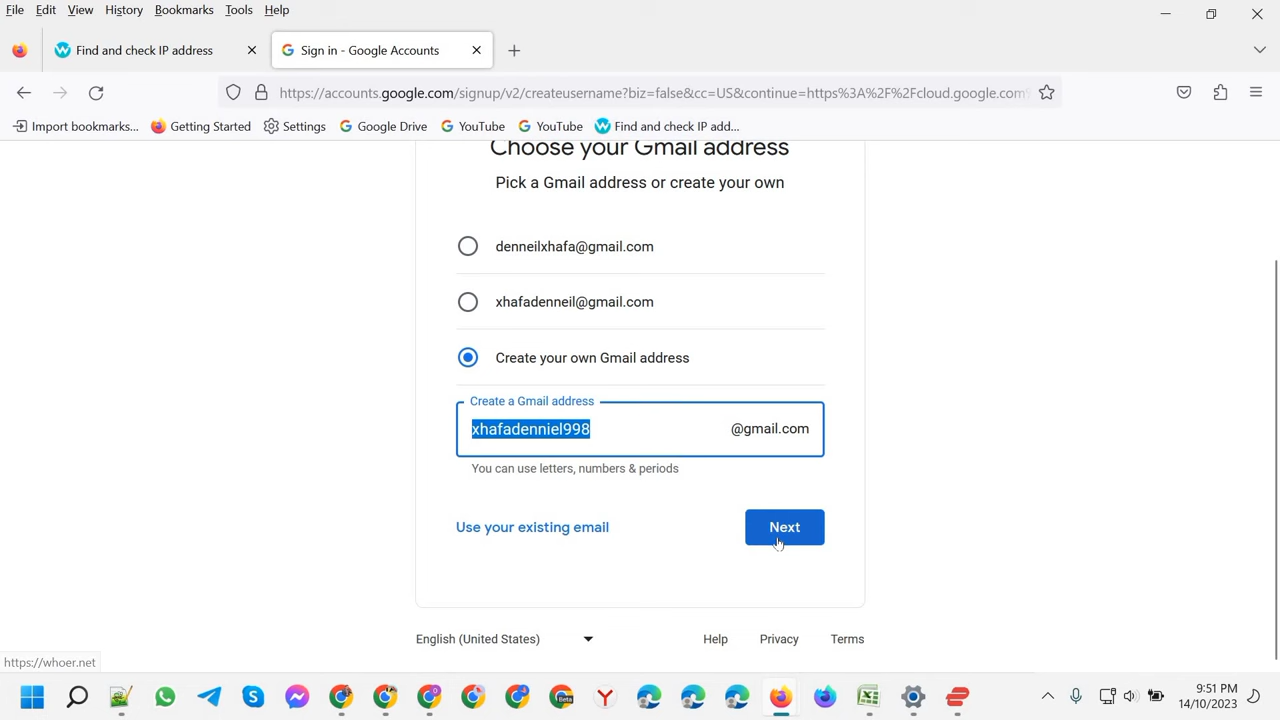 File Edit View History Bookmarks Tools Help
Find and check IP address
Sign in - Google Accounts
https://accounts.google.com/signup/v2/createusername?biz=false&cc=US&continue=https%3A%2F%2Fcloud.google.com%
Import bookmarks... Getting Started Settings Google Drive YouTube YouTube Find and check IP add...
Choose your Gmail address
Pick a Gmail address or create your own
denneilxhafa@gmail.com
xhafadenneil@gmail.com
Create your own Gmail address
Create a Gmail address
xhafadenniel998 @gmail.com
You can use letters, numbers & periods
Use your existing email Next
English (United States) Help Privacy Terms
https://whoer.net
9:51 PM
14/10/2023